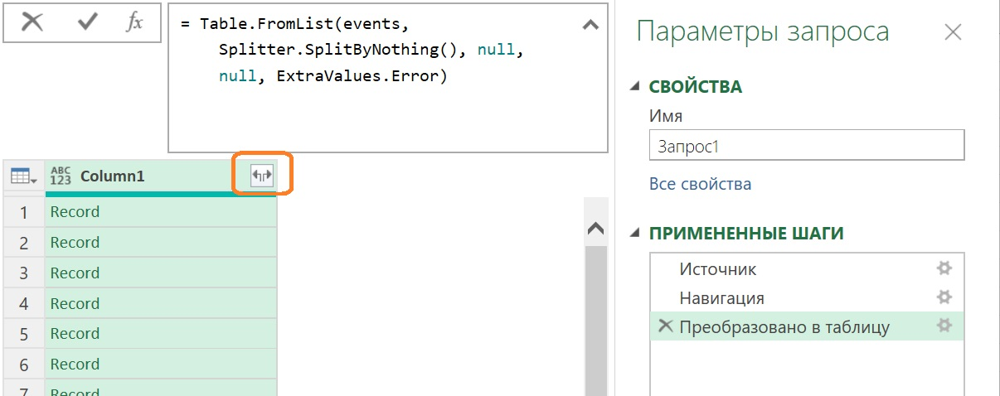 fx
= Table.FromList(events,
Splitter.SplitByNothing(), null,
null, ExtraValues.Error)
ABC
123
Column1
1 Record
2 Record
3 Record
4 Record
5 Record
6 Record
7 Record
Параметры запроса
СВОЙСТВА
Имя
Запрос1
Все свойства
ПРИМЕНЕННЫЕ ШАГИ
Источник
Навигация
Преобразовано в таблицу